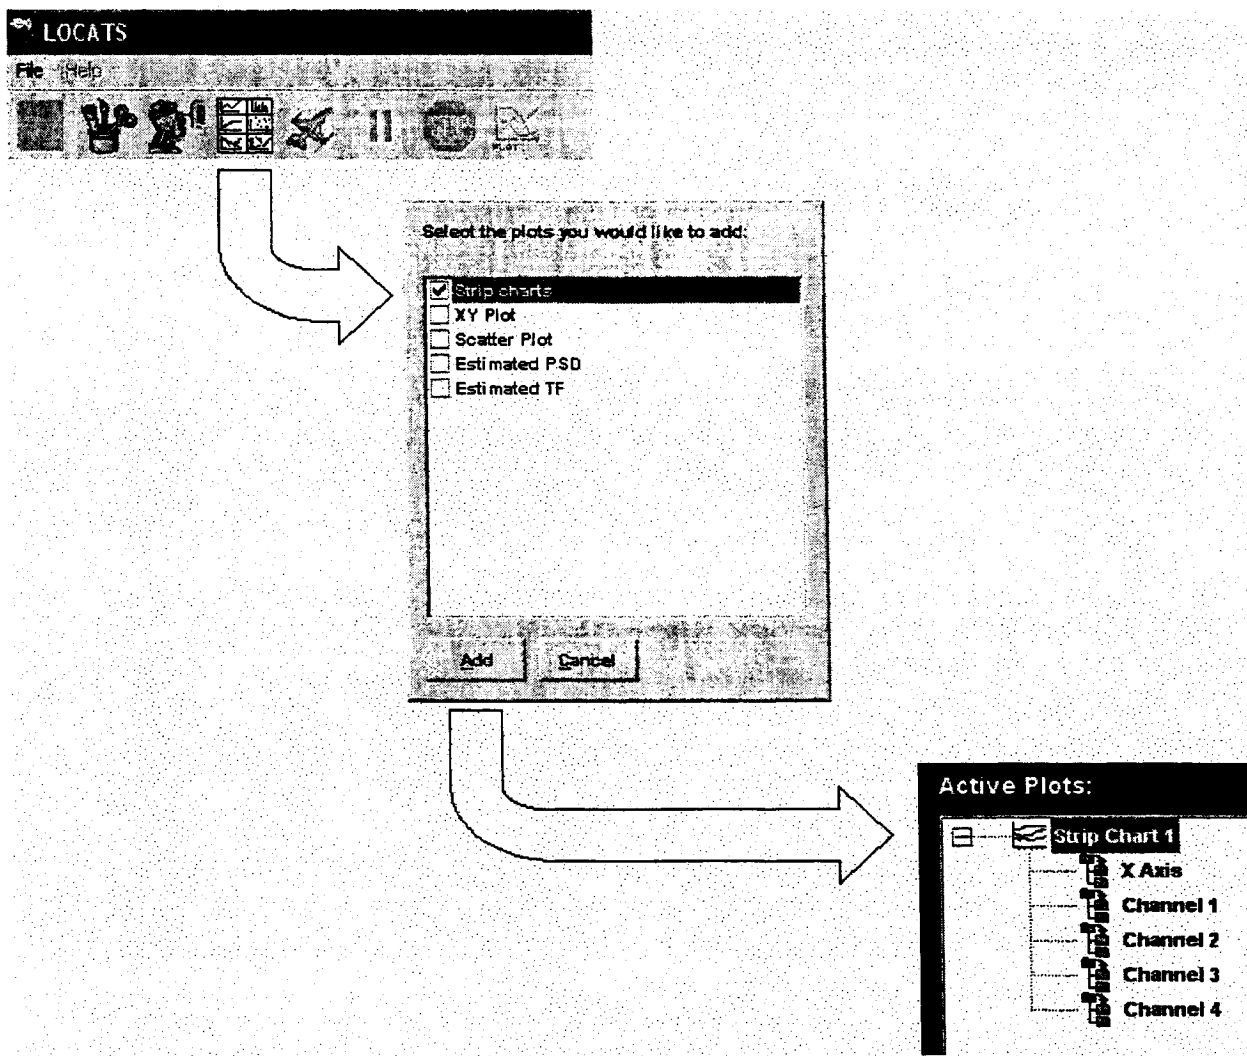 LOCATS
File Help
PLOT
Select the plots you would like to add:
Strip charts
XY Plot
Scatter Plot
Estimated PSD
Estimated TF
Add Cancel
Active Plots:
Strip Chart 1
X Axis
Channel 1
Channel 2
Channel 3
Channel 4